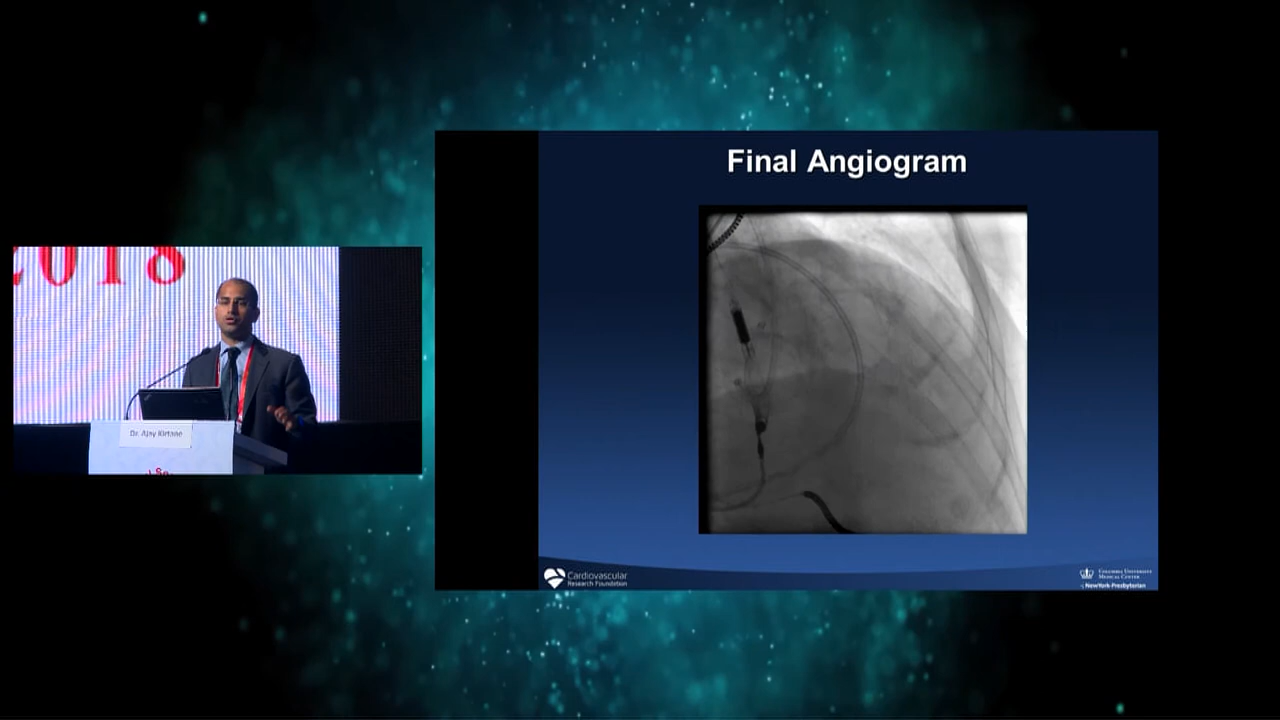 2018
Dr. Ajay Kirtane
Final Angiogram
Cardiovascular
Research Foundation
COLUMBIA UNIVERSITY
MEDICAL CENTER
NewYork-Presbyterian